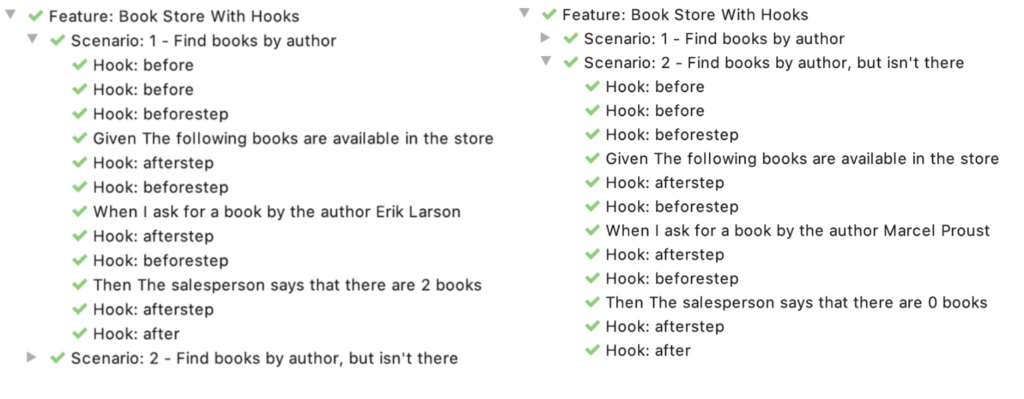 Feature: Book Store With Hooks
Scenario: 1 - Find books by author
Hook: before
Hook: before
Hook: beforestep
Given The following books are available in the store
Hook: afterstep
Hook: beforestep
When I ask for a book by the author Erik Larson
Hook: afterstep
Hook: beforestep
Then The salesperson says that there are 2 books
Hook: afterstep
Hook: after
Scenario: 2 - Find books by author, but isn't there
Feature: Book Store With Hooks
Scenario: 1 - Find books by author
Scenario: 2 - Find books by author, but isn't there
Hook: before
Hook: before
Hook: beforestep
Given The following books are available in the store
Hook: afterstep
Hook: beforestep
When I ask for a book by the author Marcel Proust
Hook: afterstep
Hook: beforestep
Then The salesperson says that there are 0 books
Hook: afterstep
Hook: after